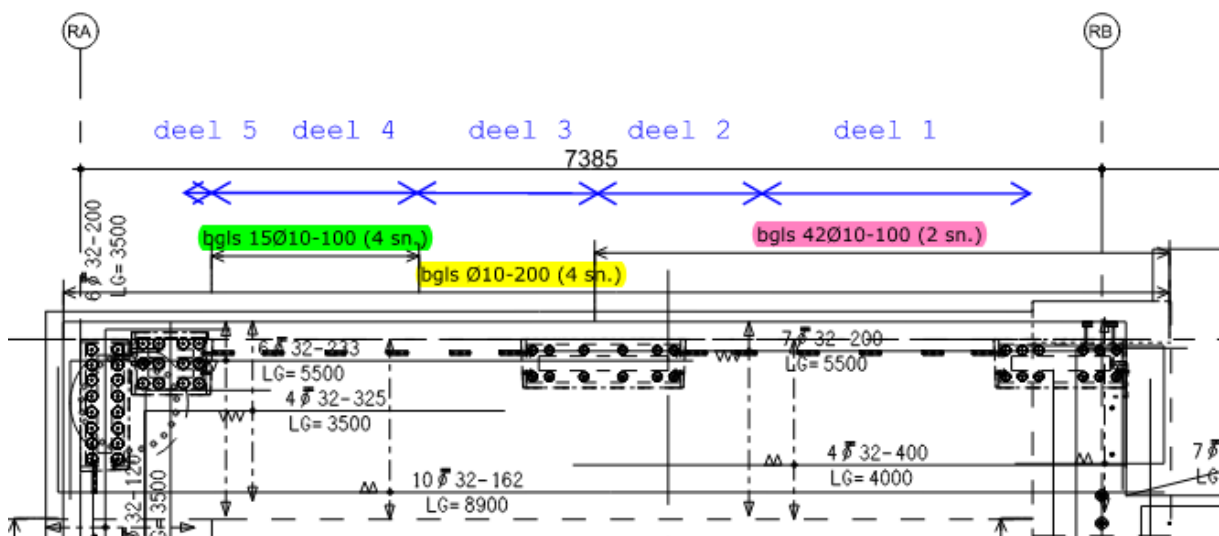 RA
RB
deel 5
deel 4
deel 3
deel 2
deel 1
7385
6 ϕ 32-200
LG= 3500
bgls 15Ø10-100 (4 sn.)
bgls 42Ø10-100 (2 sn.)
bgls Ø10-200 (4 sn.)
6 ϕ 32-233
LG= 5500
7 ϕ 32-200
LG= 5500
4 ϕ 32-325
LG= 3500
4 ϕ 32-400
LG= 4000
10 ϕ 32-162
LG= 8900
7 ϕ
32-120
=3500